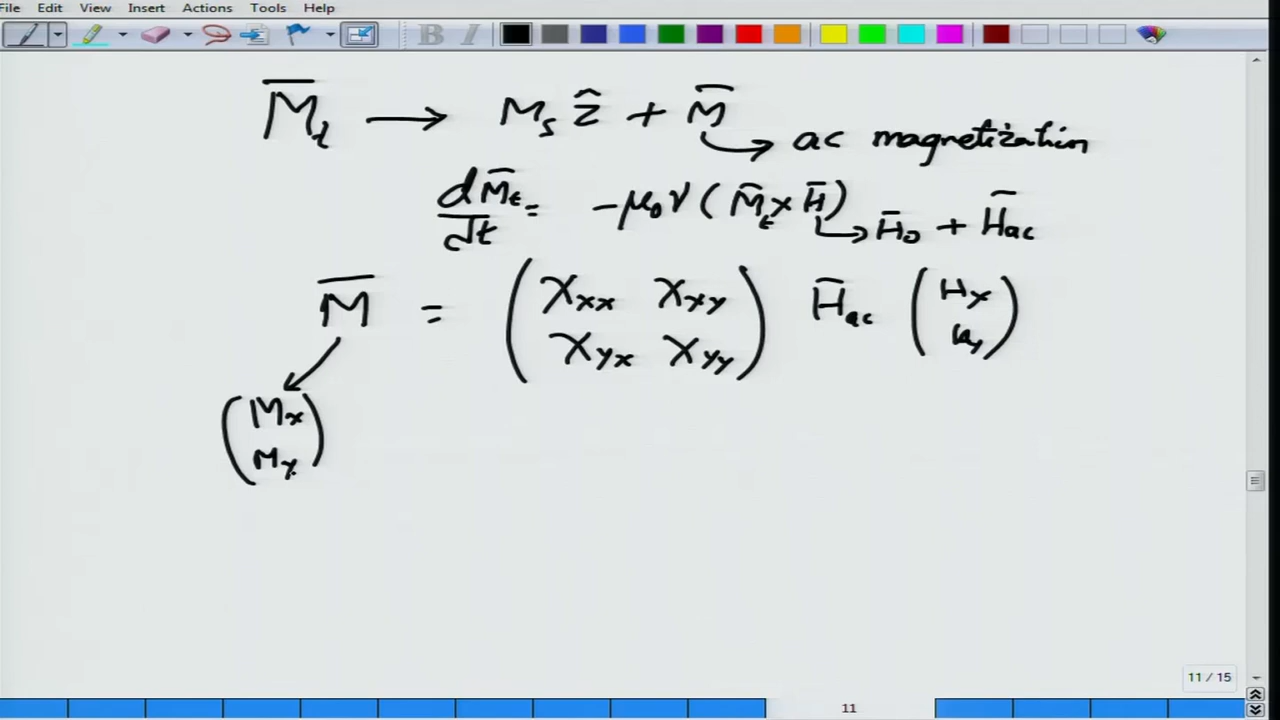 File Edit View Insert Actions Tools Help
B I
M̅t → Ms ẑ + M̅
ac magnetization
dM̅t/dt = -μ0γ(M̅t × H̅)
H̅0 + H̅ac
M̅ = (χxx χxy
χyx χyy) H̅ac (Hx
Hy)
(Mx
My)
11 / 15
11